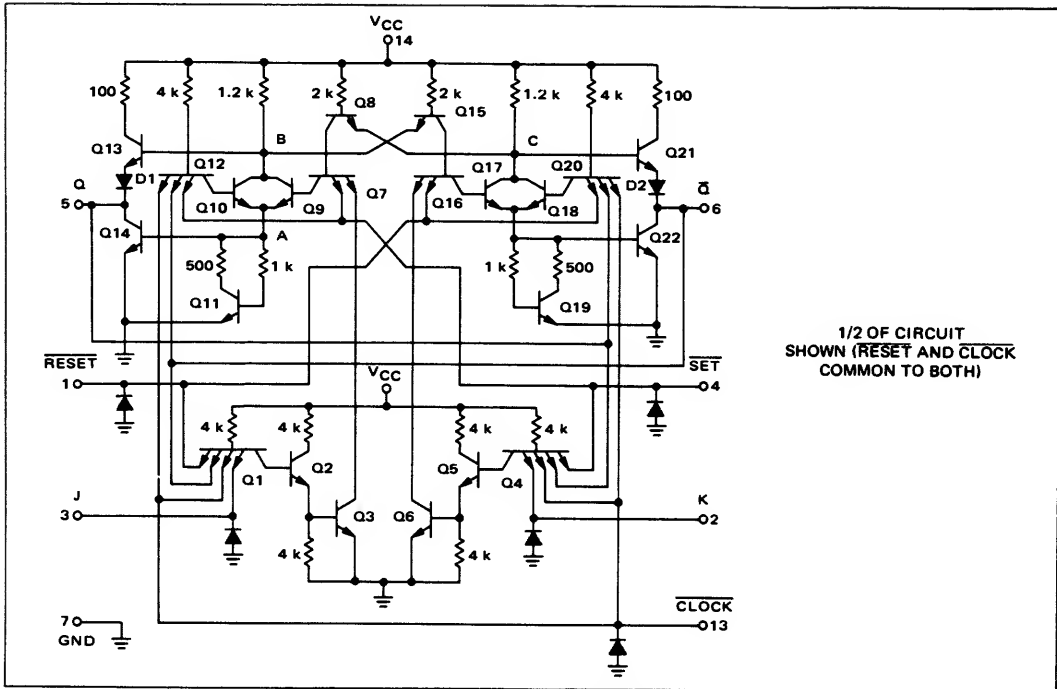 VCC
14
100
4 k
1.2 k
2 k
Q8
2 k
Q15
1.2 k
4 k
100
B
C
Q13
Q12
Q17
Q20
Q21
Q
D1
D2
Q̅
5
Q10
Q9
Q7
Q16
Q18
6
Q14
A
Q22
500
1 k
1 k
500
Q11
Q19
1/2 OF CIRCUIT
SHOWN (RESET AND CLOCK
COMMON TO BOTH)
RESET
1
VCC
SET
4
4 k
4 k
4 k
4 k
Q1
Q2
Q5
Q4
J
3
Q3
Q6
K
2
4 k
4 k
7
GND
CLOCK
13